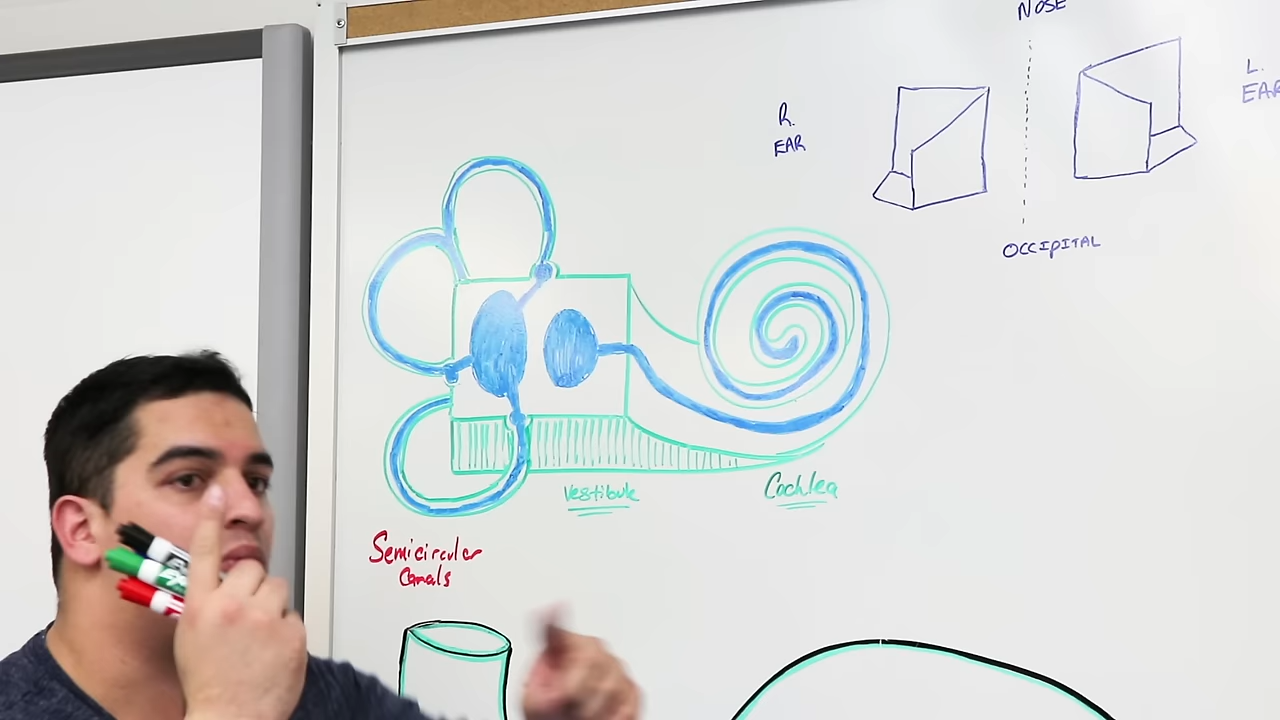 NOSE
R.
EAR
L.
EAR
OCCIPITAL
Vestibule
Cochlea
Semicircular
Canals